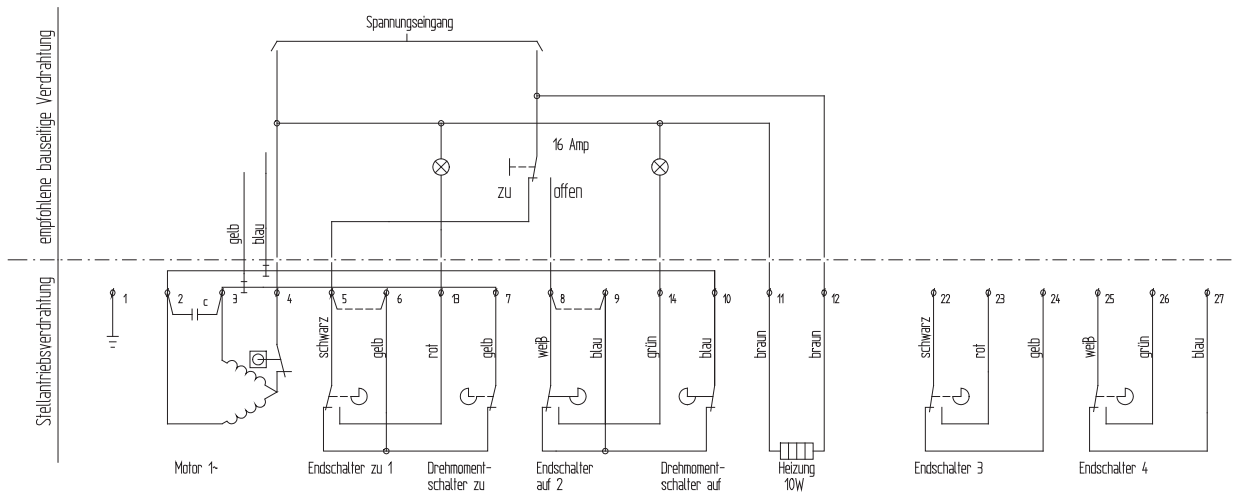 Spannungseingang
empfohlene bauseitige Verdrahtung
16 Amp
zu
offen
gelb
blau
Stellantriebsverdrahtung
1
2
c
3
4
5
6
13
7
8
9
14
10
11
12
22
23
24
25
26
27
schwarz
gelb
rot
gelb
weiß
blau
grün
blau
braun
braun
schwarz
rot
gelb
weiß
grün
blau
Motor 1~
Endschalter zu 1
Drehmoment-
schalter zu
Endschalter
auf 2
Drehmoment-
schalter auf
Heizung
10W
Endschalter 3
Endschalter 4